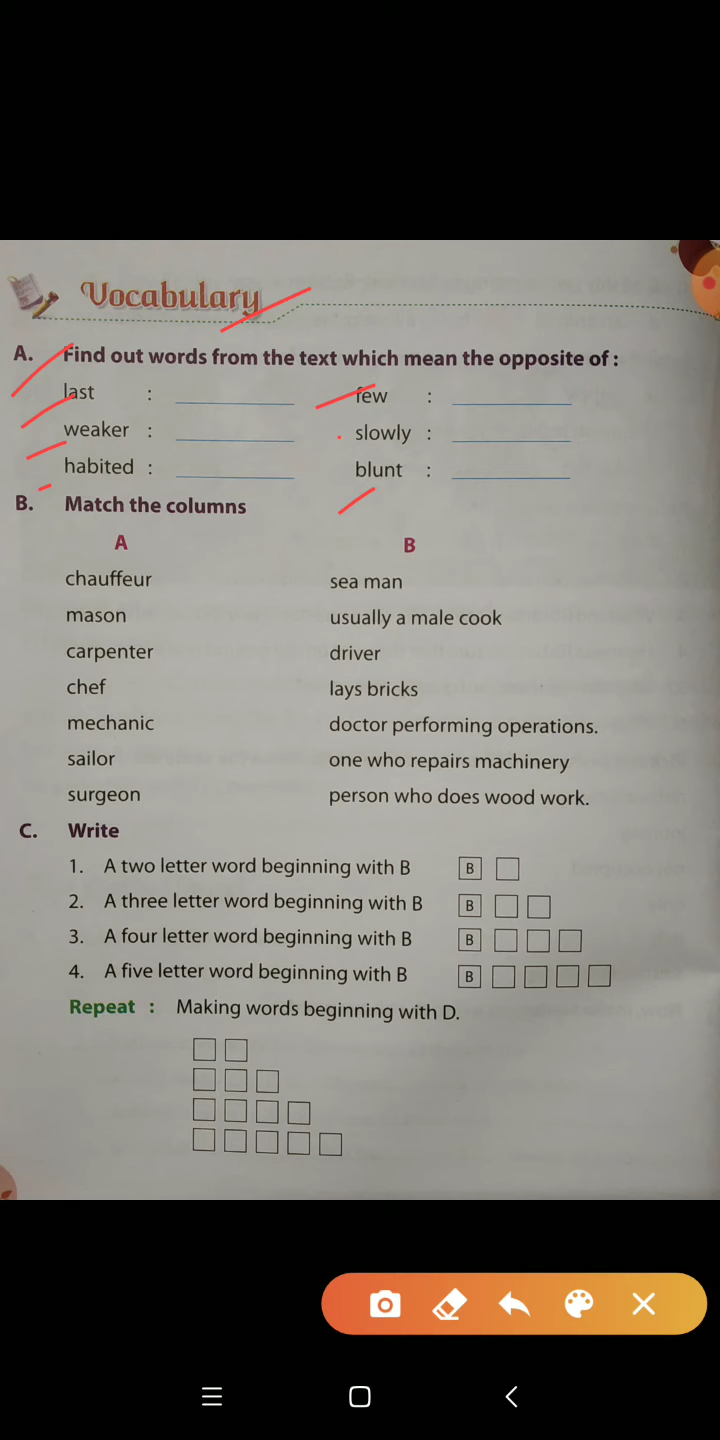 Vocabulary
A. Find out words from the text which mean the opposite of :
last : few :
weaker : slowly :
habited : blunt :
B. Match the columns
A B
chauffeur sea man
mason usually a male cook
carpenter driver
chef lays bricks
mechanic doctor performing operations.
sailor one who repairs machinery
surgeon person who does wood work.
C. Write
1. A two letter word beginning with B B
2. A three letter word beginning with B B
3. A four letter word beginning with B B
4. A five letter word beginning with B B
Repeat : Making words beginning with D.